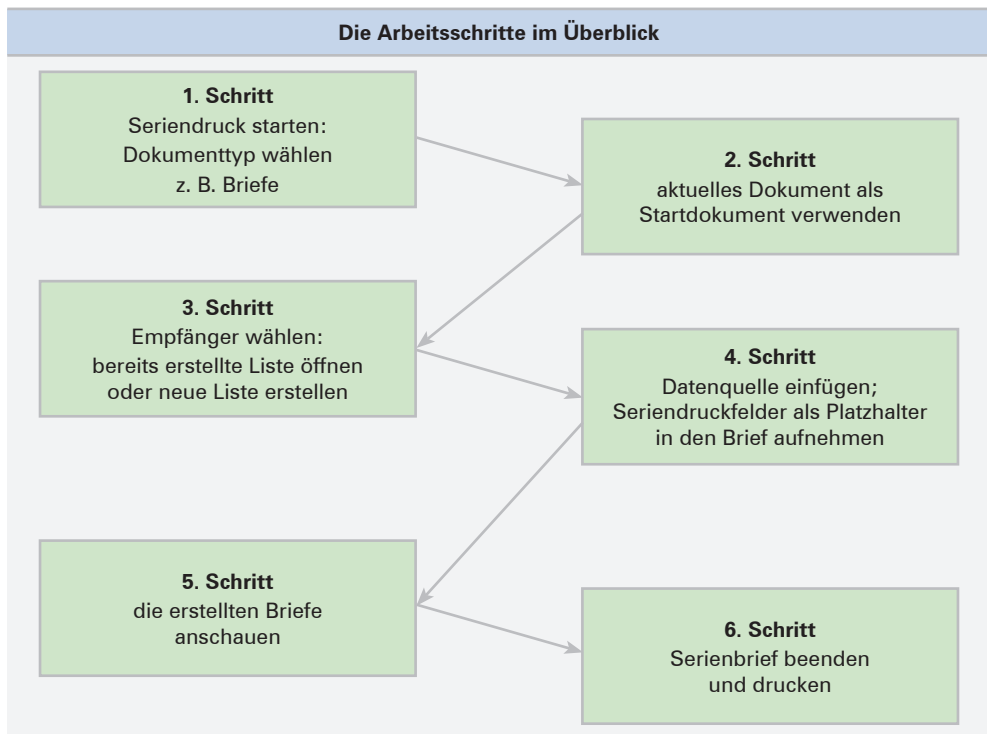 Die Arbeitsschritte im Überblick
1. Schritt
Seriendruck starten:
Dokumenttyp wählen
z. B. Briefe
2. Schritt
aktuelles Dokument als
Startdokument verwenden
3. Schritt
Empfänger wählen:
bereits erstellte Liste öffnen
oder neue Liste erstellen
4. Schritt
Datenquelle einfügen;
Seriendruckfelder als Platzhalter
in den Brief aufnehmen
5. Schritt
die erstellten Briefe
anschauen
6. Schritt
Serienbrief beenden
und drucken